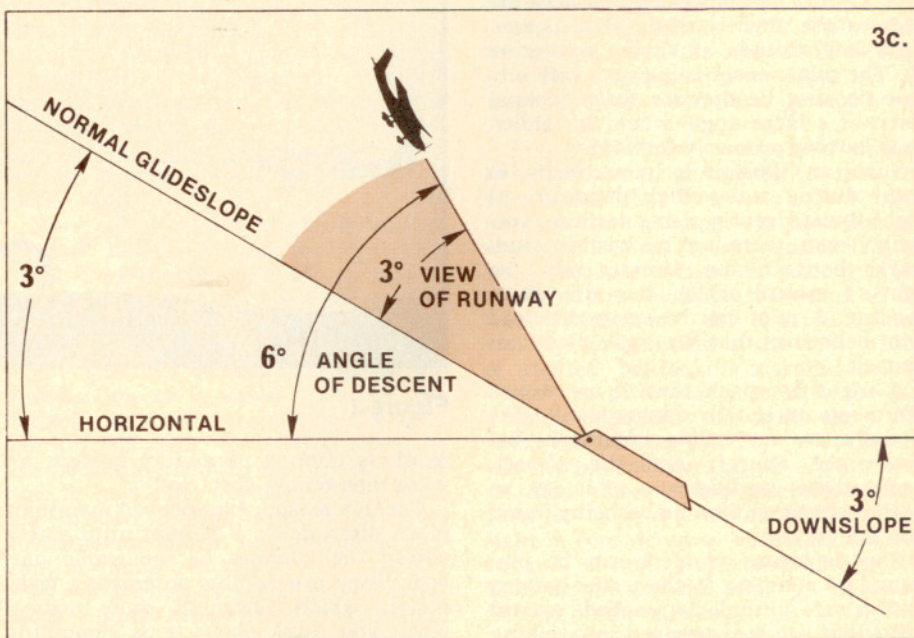 3c.
NORMAL GLIDESLOPE
3°
3° VIEW
OF RUNWAY
6°
ANGLE
OF DESCENT
HORIZONTAL
3°
DOWNSLOPE